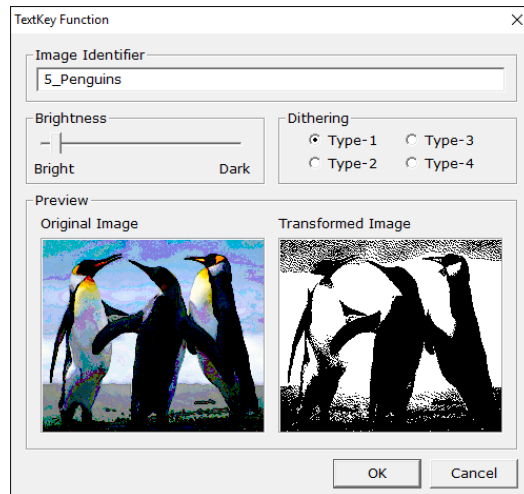 TextKey Function
Image Identifier
5_Penguins
Brightness
Bright Dark
Dithering
Type-1 Type-3
Type-2 Type-4
Preview
Original Image Transformed Image
OK Cancel